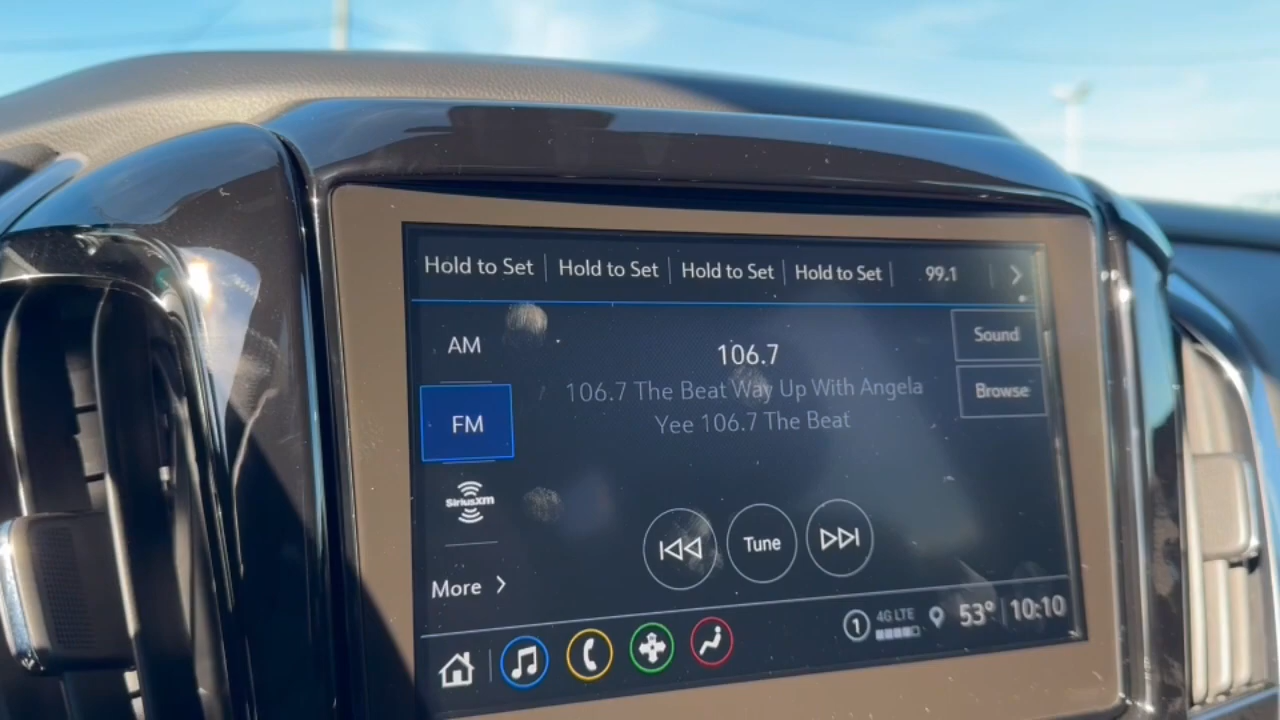 Hold to Set Hold to Set Hold to Set Hold to Set 99.1
AM
106.7
Sound
106.7 The Beat Way Up With Angela
Browse
FM
Yee 106.7 The Beat
SiriusXM
Tune
More
1 4G LTE 53° 10:10